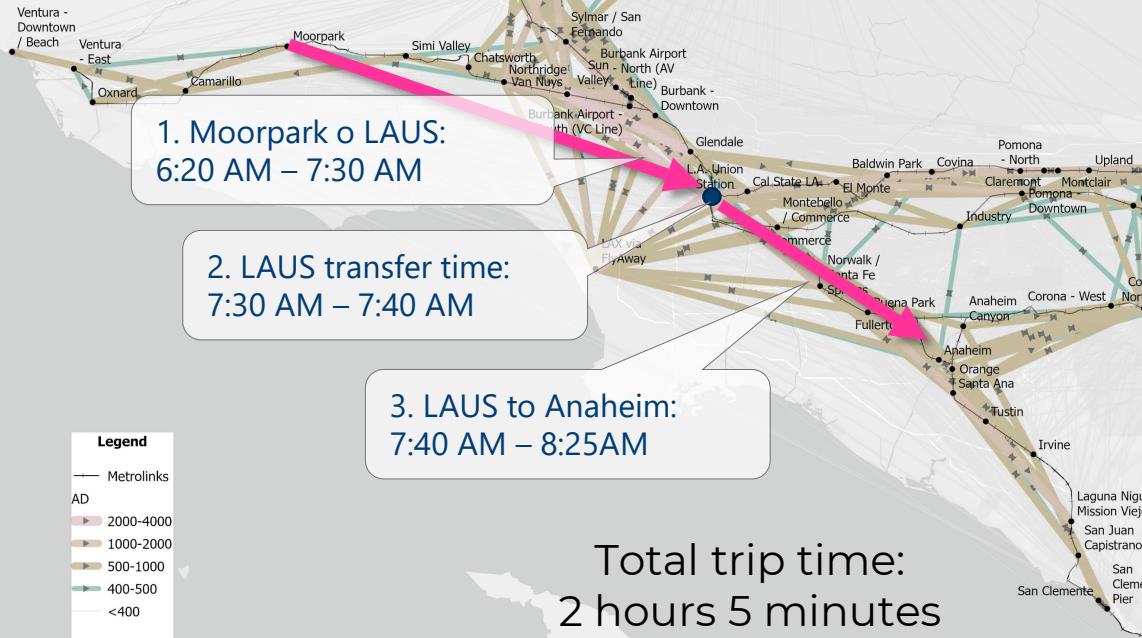 Ventura -
Downtown
/ Beach
Ventura
- East
Oxnard
Camarillo
Moorpark
Simi Valley
Chatsworth
Northridge
Van Nuys
Sylmar / San
Fernando
Sun
Valley
Burbank Airport
- North (AV
Line)
Burbank -
Downtown
Burbank Airport -
(VC Line)
Glendale
L.A. Union
Station
Cal State LA
El Monte
Baldwin Park
Covina
Pomona
- North
Claremont
Montclair
Upland
Pomona
Downtown
Montebello
/ Commerce
Industry
LAX via
FlyAway
Norwalk /
Santa Fe
Springs
Buena Park
Anaheim
Canyon
Corona - West
Anaheim
Orange
Santa Ana
Tustin
Irvine
San Juan
Capistrano
San Clemente
San
Pier
1. Moorpark o LAUS:
6:20 AM – 7:30 AM
2. LAUS transfer time:
7:30 AM – 7:40 AM
3. LAUS to Anaheim:
7:40 AM – 8:25AM
Legend
Metrolinks
AD
2000-4000
1000-2000
500-1000
400-500
<400
Total trip time:
2 hours 5 minutes